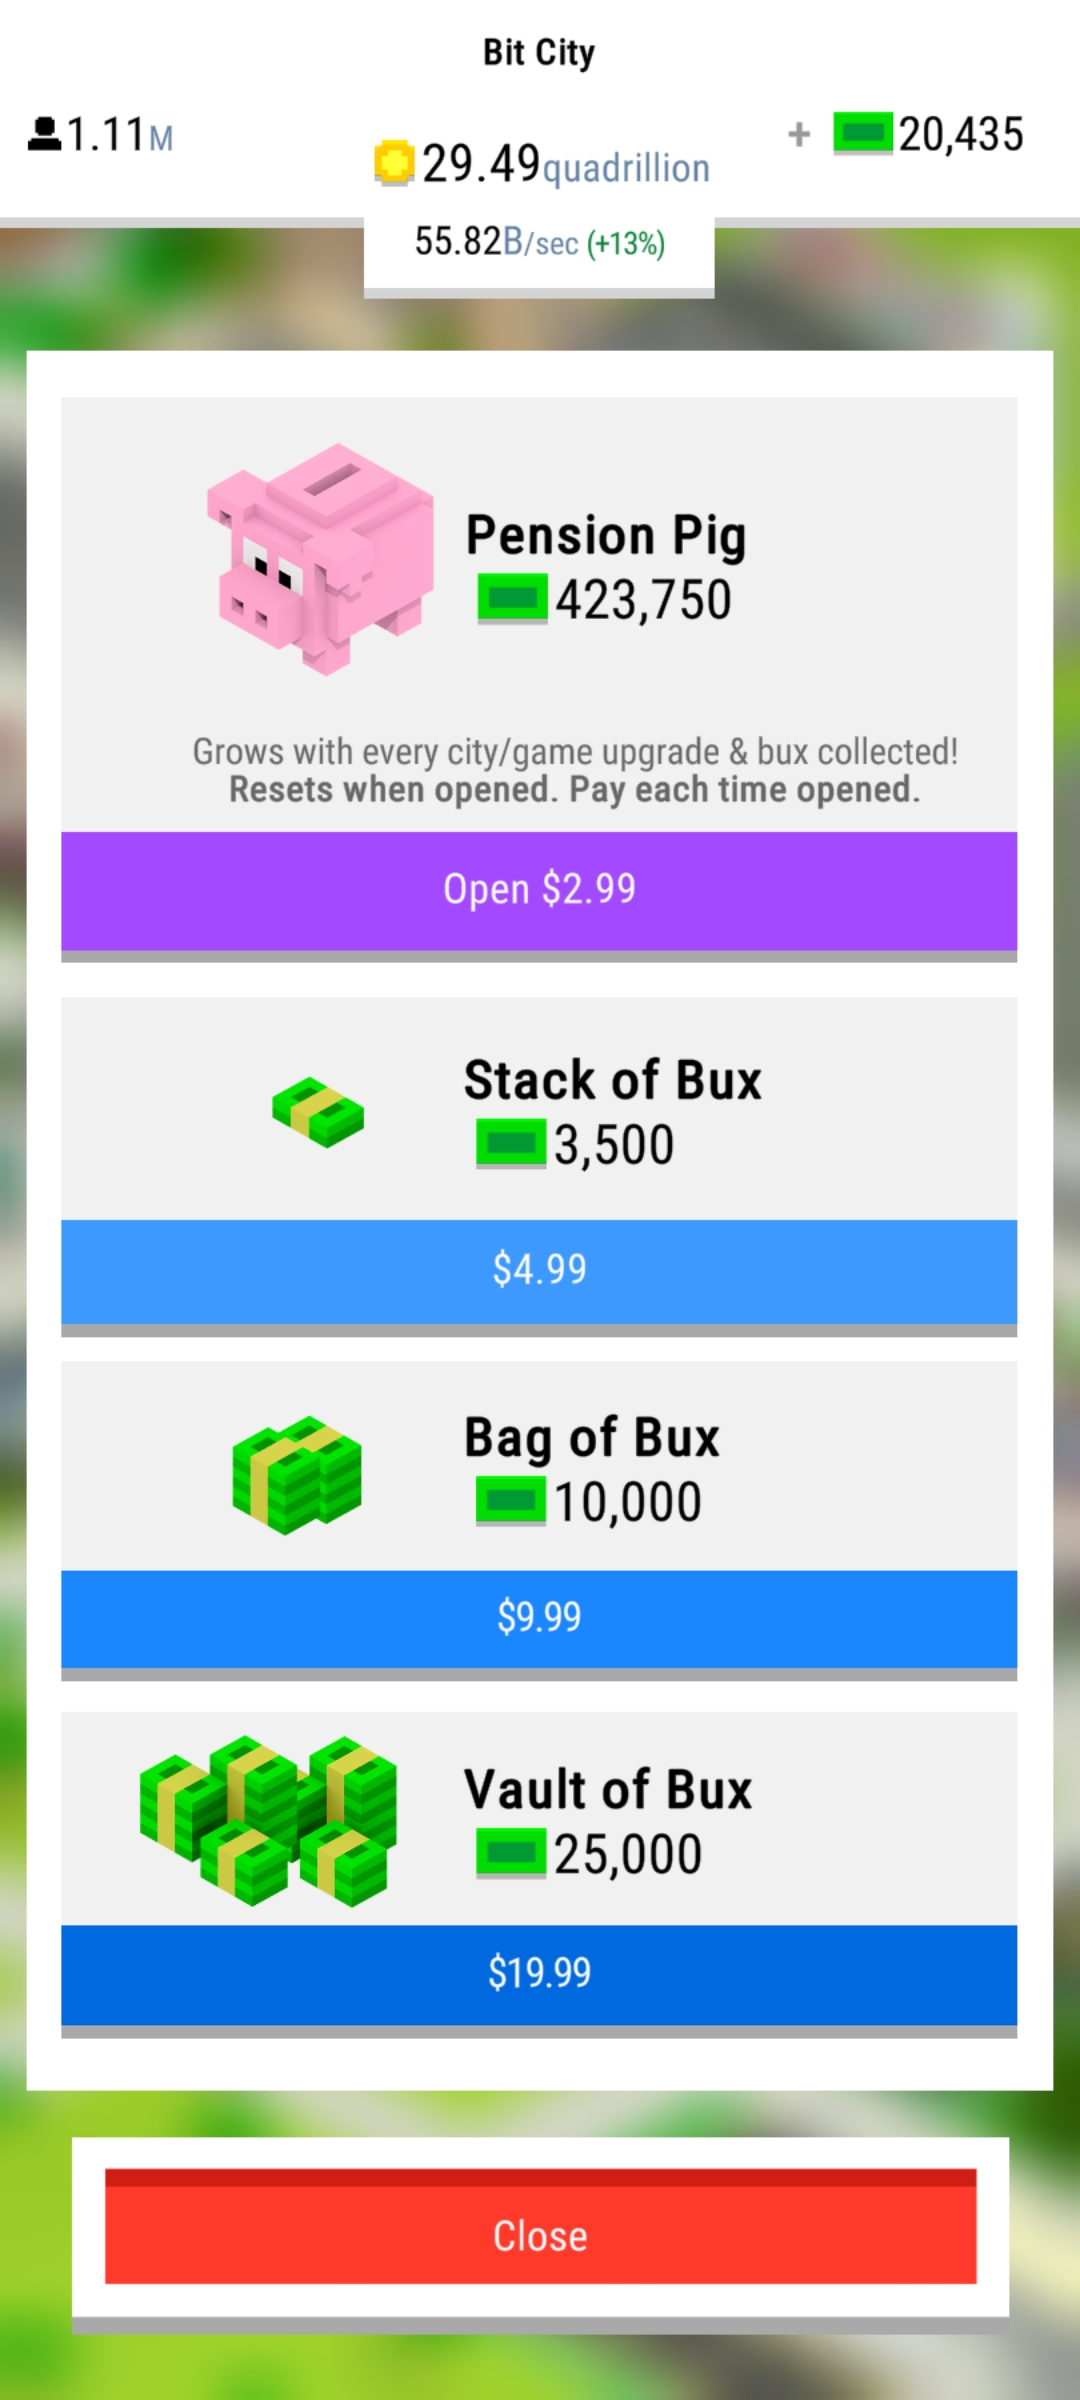 Bit City
1.11M
+ 20,435
29.49quadrillion
55.82B/sec (+13%)
Pension Pig
423,750
Grows with every city/game upgrade & bux collected!
Resets when opened. Pay each time opened.
Open $2.99
Stack of Bux
3,500
$4.99
Bag of Bux
10,000
$9.99
Vault of Bux
25,000
$19.99
Close